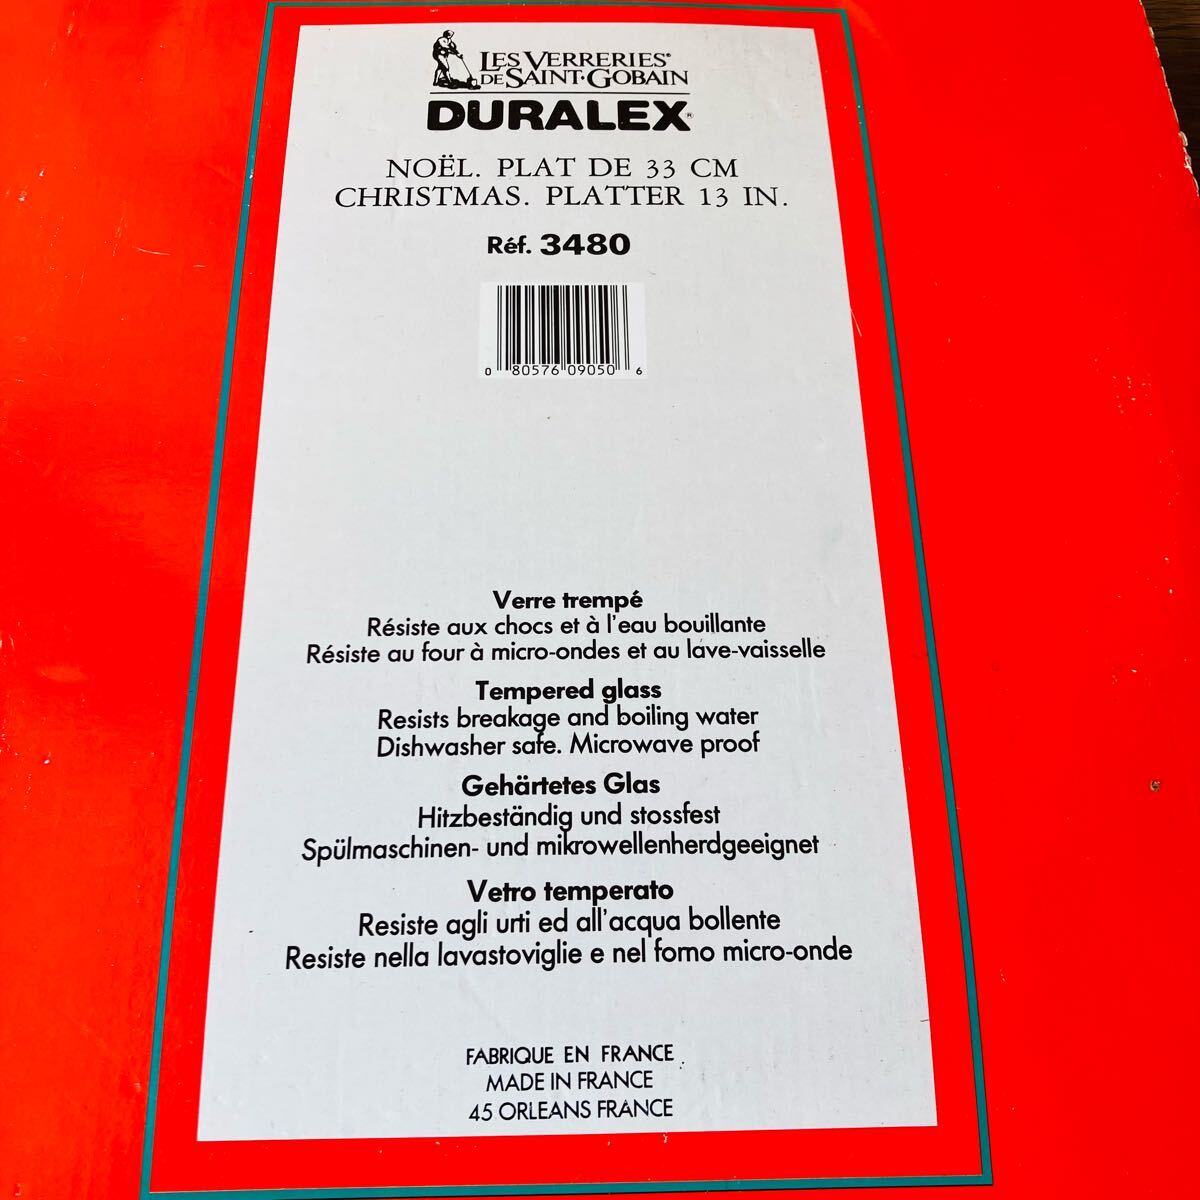 LES VERRERIES®
DE SAINT-GOBAIN
DURALEX®
NOËL. PLAT DE 33 CM
CHRISTMAS. PLATTER 13 IN.
Réf. 3480
0 80576 09050 6
Verre trempé
Résiste aux chocs et à l'eau bouillante
Résiste au four à micro-ondes et au lave-vaisselle
Tempered glass
Resists breakage and boiling water
Dishwasher safe. Microwave proof
Gehärtetes Glas
Hitzbeständig und stossfest
Spülmaschinen- und mikrowellenherdgeeignet
Vetro temperato
Resiste agli urti ed all'acqua bollente
Resiste nella lavastoviglie e nel forno micro-onde
FABRIQUE EN FRANCE
MADE IN FRANCE
45 ORLEANS FRANCE